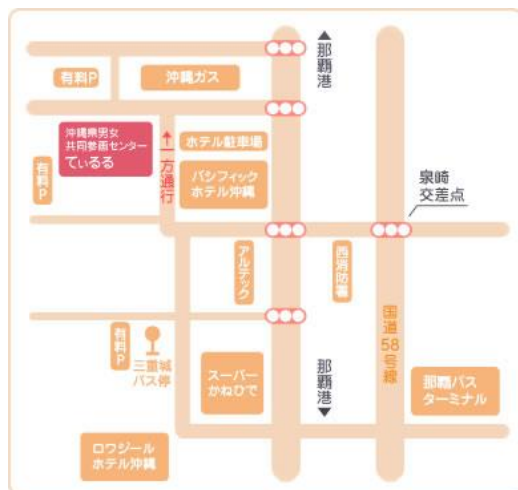 ▲那覇港
有料P
沖縄ガス
沖縄県男女
共同参画センター
てぃるる
↑一方通行
ホテル駐車場
パシフィック
ホテル沖縄
有料P
泉崎
交差点
アルテック
西消防署
国道58号線
有料P
三重城
バス停
スーパー
かねひで
那覇港▼
那覇バス
ターミナル
ロワジール
ホテル沖縄